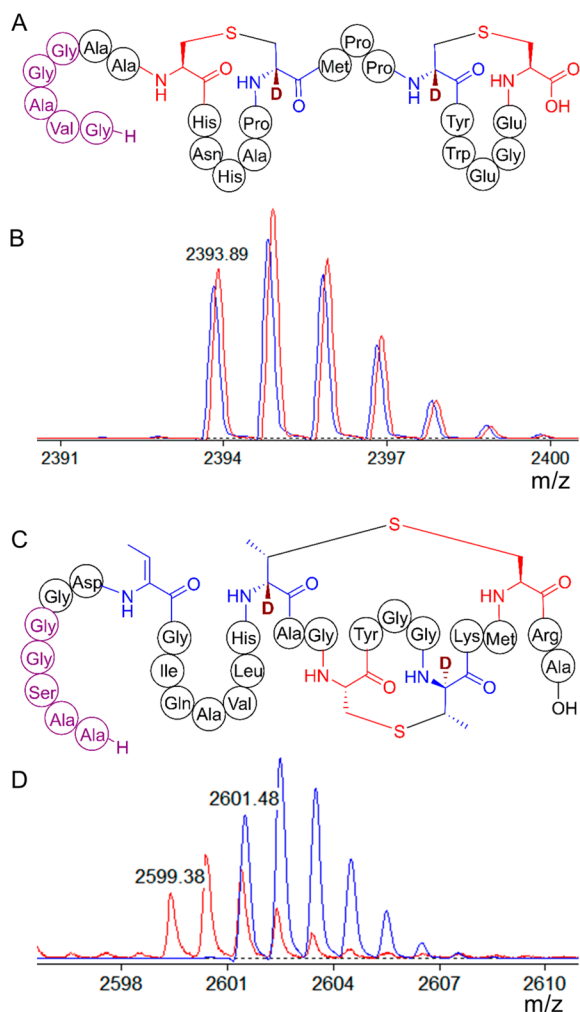 A
Gly Ala Ala
Gly
Ala
Val Gly H
N
H
O
S
His
Asn
His
Ala
Pro
HN
D
O
Met
Pro
Pro
N
H
D
O
S
Tyr
Trp
Glu
Gly
Glu
HN
O
OH
B
2393.89
2391 2394 2397 2400
m/z
C
Gly Asp
Gly
Gly
Ser
Ala
Ala H
N
H
O
Gly
Ile
Gln
Ala
Val
Leu
His
HN
D
O
S
Ala
Gly
HN
O
Tyr
Gly
Gly
HN
D
O
S
Lys
Met
HN
O
Arg
Ala
OH
D
2601.48
2599.38
2598 2601 2604 2607 2610
m/z